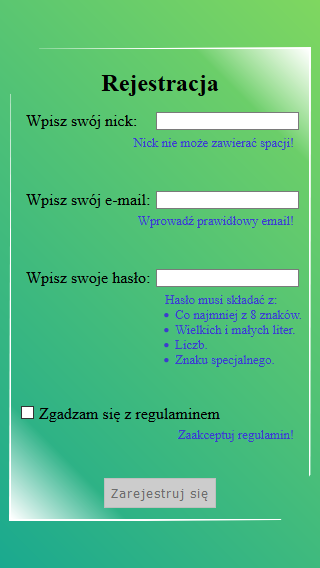 Rejestracja
Wpisz swój nick:
Nick nie może zawierać spacji!
Wpisz swój e-mail:
Wprowadź prawidłowy email!
Wpisz swoje hasło:
Hasło musi składać z:
• Co najmniej z 8 znaków.
• Wielkich i małych liter.
• Liczb.
• Znaku specjalnego.
Zgadzam się z regulaminem
Zaakceptuj regulamin!
Zarejestruj się